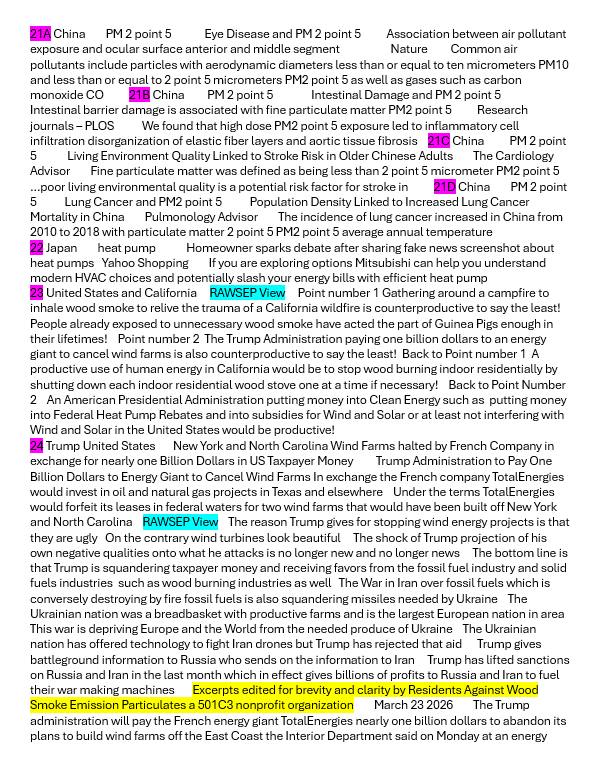 21A China PM 2 point 5 Eye Disease and PM 2 point 5 Association between air pollutant
exposure and ocular surface anterior and middle segment Nature Common air
pollutants include particles with aerodynamic diameters less than or equal to ten micrometers PM10
and less than or equal to 2 point 5 micrometers PM2 point 5 as well as gases such as carbon
monoxide CO 21B China PM 2 point 5 Intestinal Damage and PM 2 point 5
Intestinal barrier damage is associated with fine particulate matter PM2 point 5 Research
journals – PLOS We found that high dose PM2 point 5 exposure led to inflammatory cell
infiltration disorganization of elastic fiber layers and aortic tissue fibrosis 21C China PM 2 point
5 Living Environment Quality Linked to Stroke Risk in Older Chinese Adults The Cardiology
Advisor Fine particulate matter was defined as being less than 2 point 5 micrometer PM2 point 5
...poor living environmental quality is a potential risk factor for stroke in 21D China PM 2 point
5 Lung Cancer and PM2 point 5 Population Density Linked to Increased Lung Cancer
Mortality in China Pulmonology Advisor The incidence of lung cancer increased in China from
2010 to 2018 with particulate matter 2 point 5 PM2 point 5 average annual temperature
22 Japan heat pump Homeowner sparks debate after sharing fake news screenshot about
heat pumps Yahoo Shopping If you are exploring options Mitsubishi can help you understand
modern HVAC choices and potentially slash your energy bills with efficient heat pump
23 United States and California RAWSEP View Point number 1 Gathering around a campfire to
inhale wood smoke to relive the trauma of a California wildfire is counterproductive to say the least!
People already exposed to unnecessary wood smoke have acted the part of Guinea Pigs enough in
their lifetimes! Point number 2 The Trump Administration paying one billion dollars to an energy
giant to cancel wind farms is also counterproductive to say the least! Back to Point number 1 A
productive use of human energy in California would be to stop wood burning indoor residentially by
shutting down each indoor residential wood stove one at a time if necessary! Back to Point Number
2 An American Presidential Administration putting money into Clean Energy such as putting money
into Federal Heat Pump Rebates and into subsidies for Wind and Solar or at least not interfering with
Wind and Solar in the United States would be productive!
24 Trump United States New York and North Carolina Wind Farms halted by French Company in
exchange for nearly one Billion Dollars in US Taxpayer Money Trump Administration to Pay One
Billion Dollars to Energy Giant to Cancel Wind Farms In exchange the French company TotalEnergies
would invest in oil and natural gas projects in Texas and elsewhere Under the terms TotalEnergies
would forfeit its leases in federal waters for two wind farms that would have been built off New York
and North Carolina RAWSEP View The reason Trump gives for stopping wind energy projects is that
they are ugly On the contrary wind turbines look beautiful The shock of Trump projection of his
own negative qualities onto what he attacks is no longer new and no longer news The bottom line is
that Trump is squandering taxpayer money and receiving favors from the fossil fuel industry and solid
fuels industries such as wood burning industries as well The War in Iran over fossil fuels which is
conversely destroying by fire fossil fuels is also squandering missiles needed by Ukraine The
Ukrainian nation was a breadbasket with productive farms and is the largest European nation in area
This war is depriving Europe and the World from the needed produce of Ukraine The Ukrainian
nation has offered technology to fight Iran drones but Trump has rejected that aid Trump gives
battleground information to Russia who sends on the information to Iran Trump has lifted sanctions
on Russia and Iran in the last month which in effect gives billions of profits to Russia and Iran to fuel
their war making machines Excerpts edited for brevity and clarity by Residents Against Wood
Smoke Emission Particulates a 501C3 nonprofit organization March 23 2026 The Trump
administration will pay the French energy giant TotalEnergies nearly one billion dollars to abandon its
plans to build wind farms off the East Coast the Interior Department said on Monday at an energy